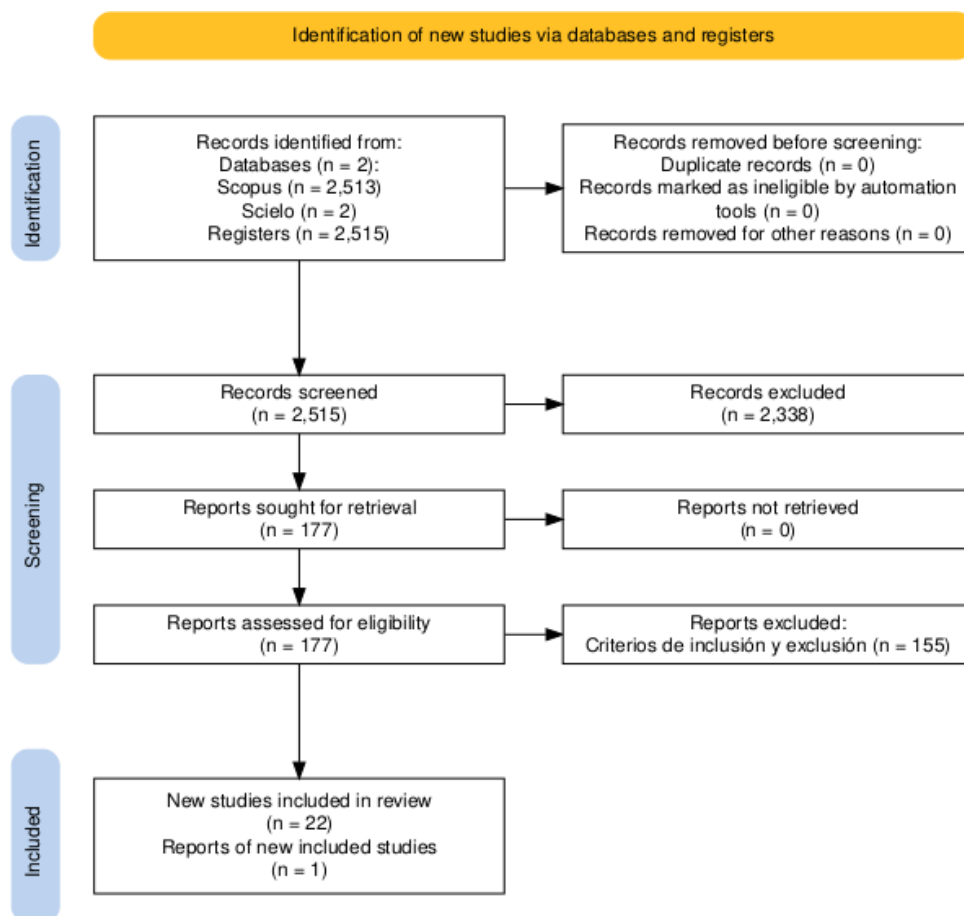 Identification of new studies via databases and registers
Identification
Records identified from:
Databases (n = 2):
Scopus (n = 2,513)
Scielo (n = 2)
Registers (n = 2,515)
Records removed before screening:
Duplicate records (n = 0)
Records marked as ineligible by automation
tools (n = 0)
Records removed for other reasons (n = 0)
Screening
Records screened
(n = 2,515)
Records excluded
(n = 2,338)
Reports sought for retrieval
(n = 177)
Reports not retrieved
(n = 0)
Reports assessed for eligibility
(n = 177)
Reports excluded:
Criterios de inclusión y exclusión (n = 155)
Included
New studies included in review
(n = 22)
Reports of new included studies
(n = 1)